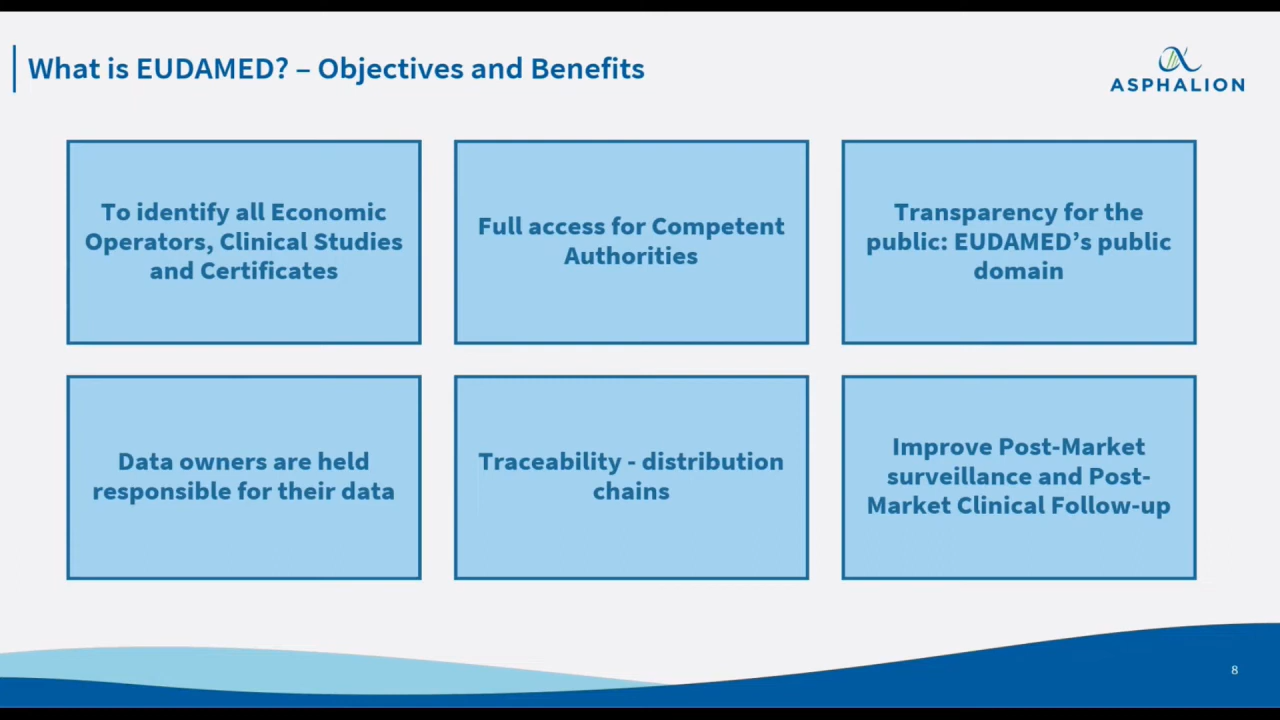 What is EUDAMED? – Objectives and Benefits
ASPHALION
To identify all Economic
Operators, Clinical Studies
and Certificates
Full access for Competent
Authorities
Transparency for the
public: EUDAMED’s public
domain
Data owners are held
responsible for their data
Traceability - distribution
chains
Improve Post-Market
surveillance and Post-
Market Clinical Follow-up
8